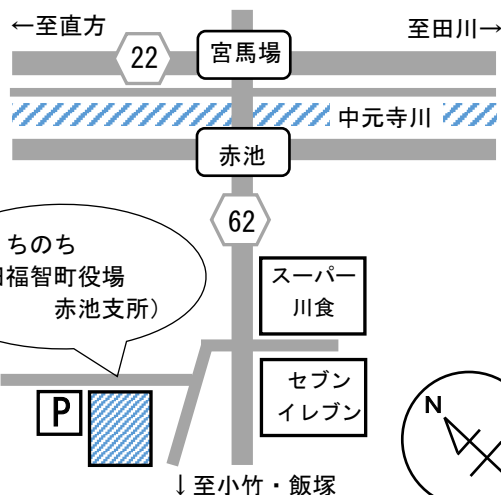 ←至直方
至田川→
22
宮馬場
中元寺川
赤池
62
ちのち
福智町役場
赤池支所）
スーパー
川食
セブン
イレブン
P
N
↓至小竹・飯塚